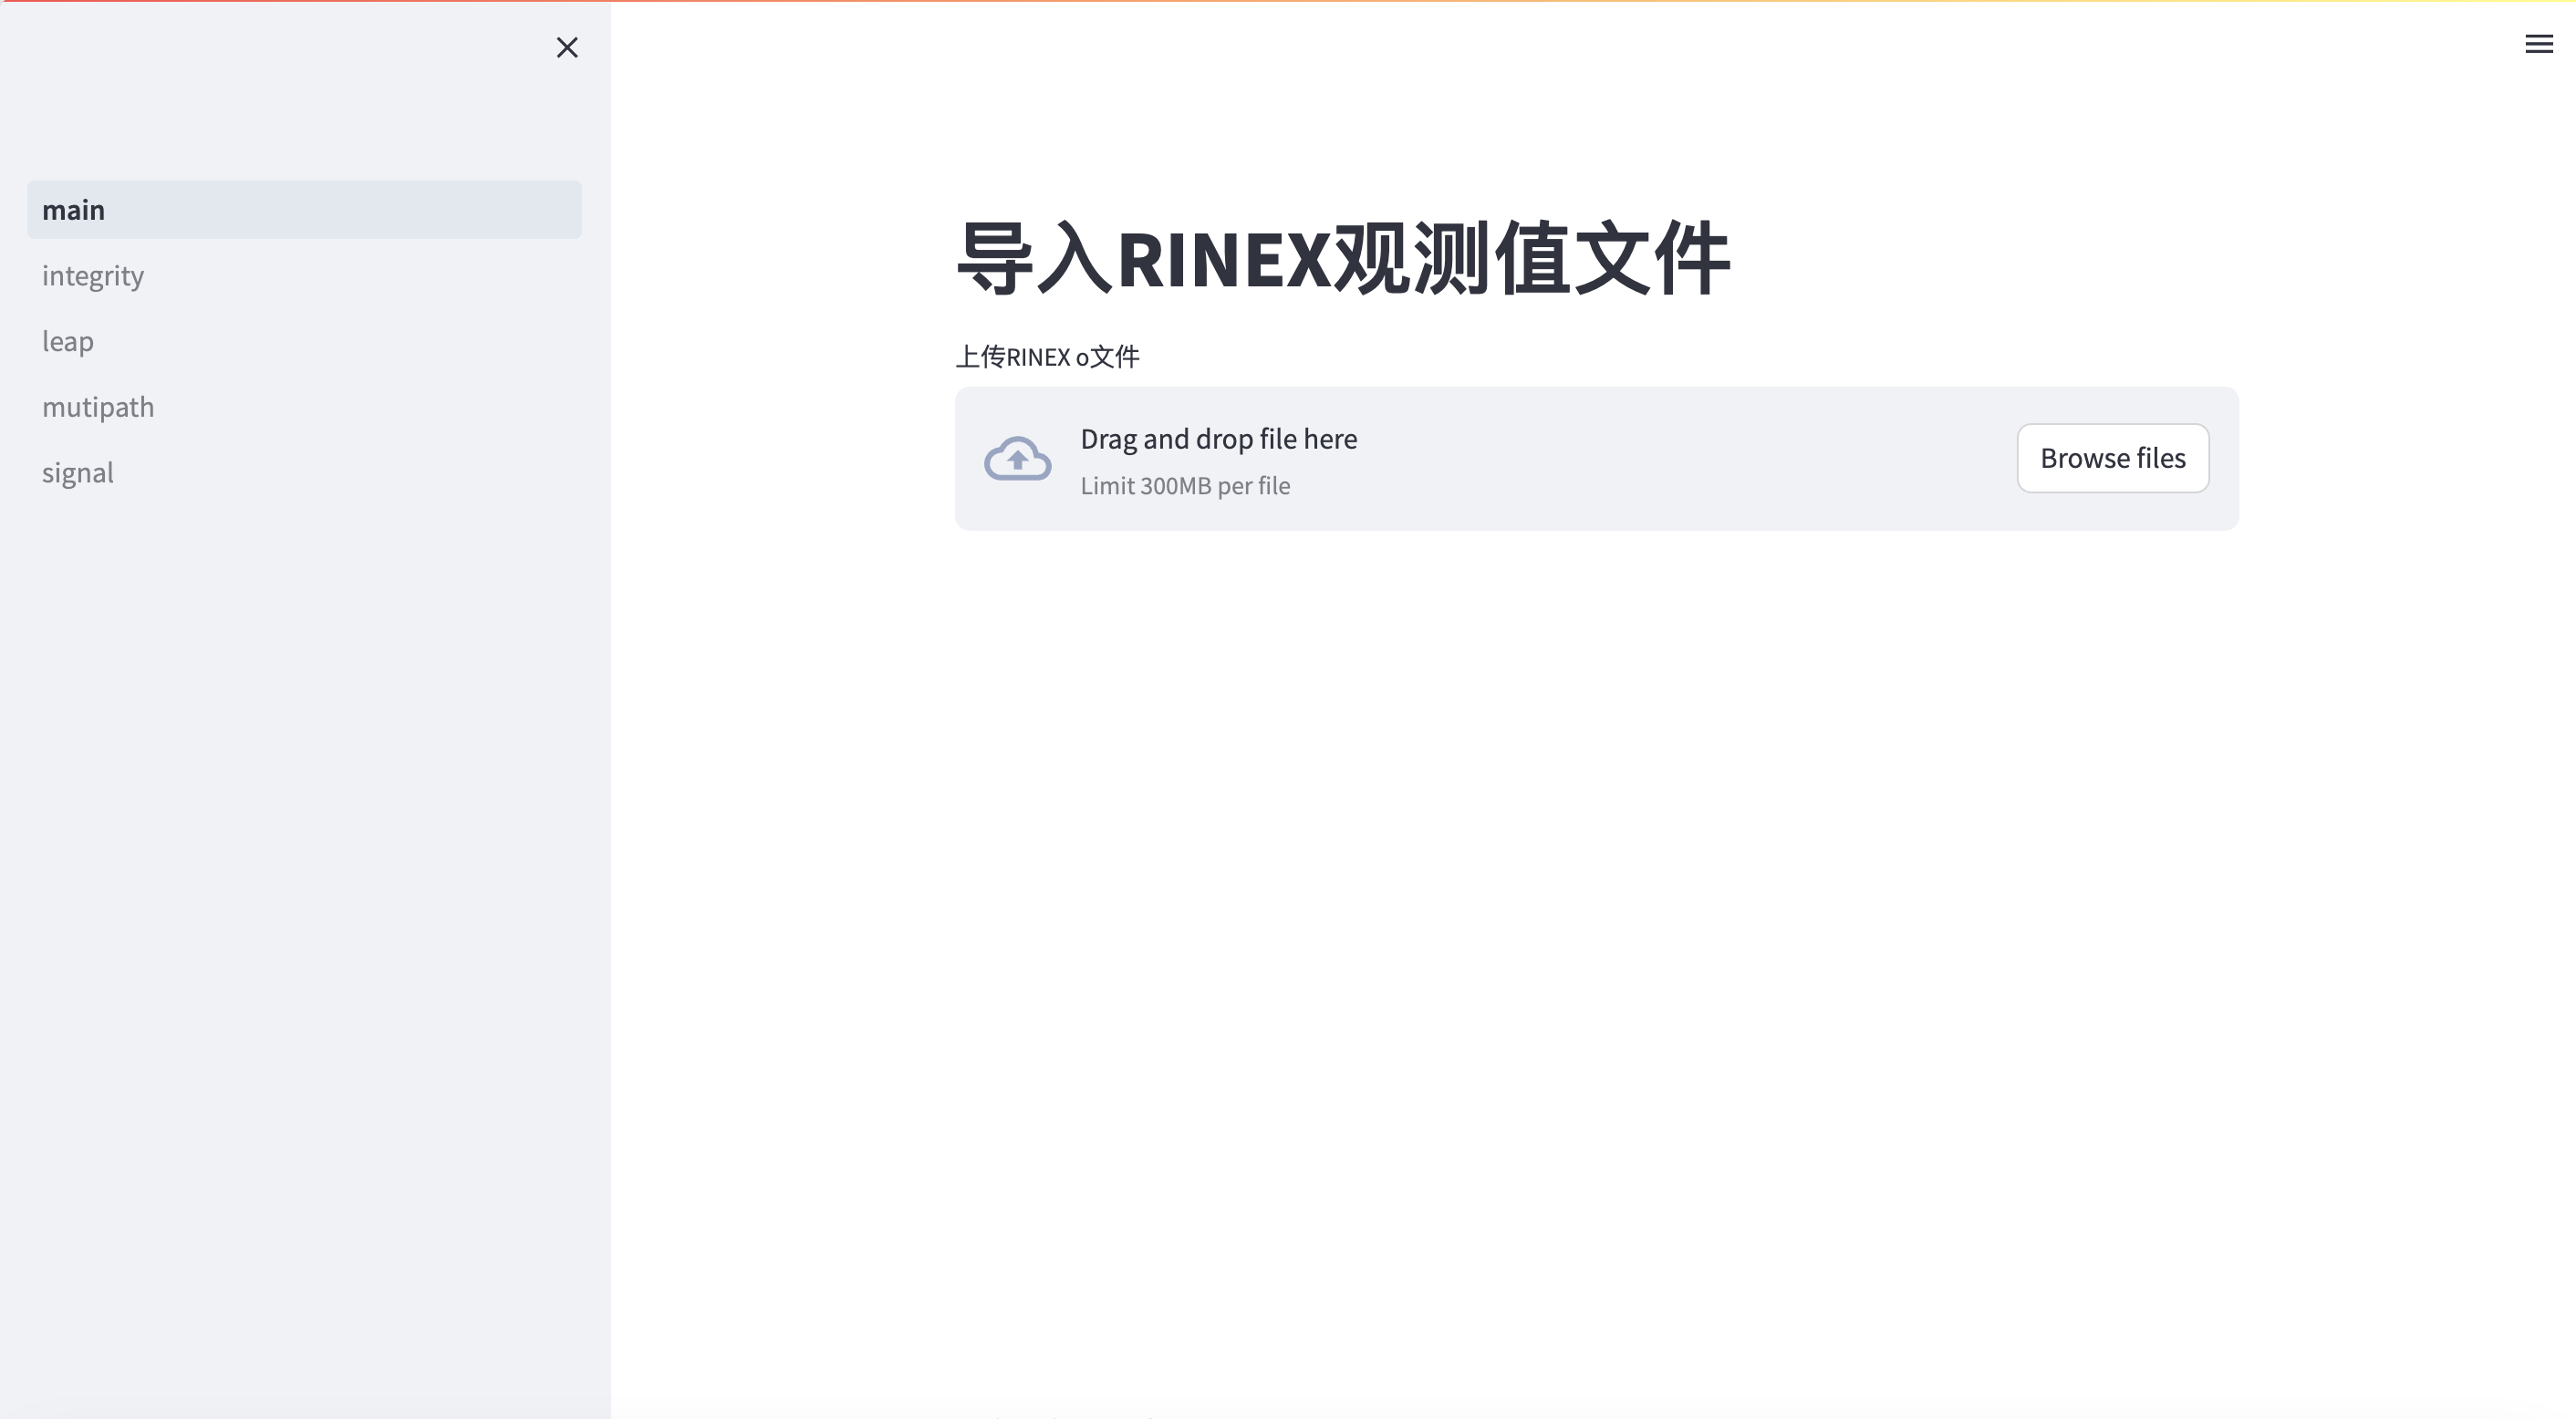 main
integrity
leap
mutipath
signal
导入RINEX观测值文件
上传RINEX o文件
Drag and drop file here
Limit 300MB per file
Browse files